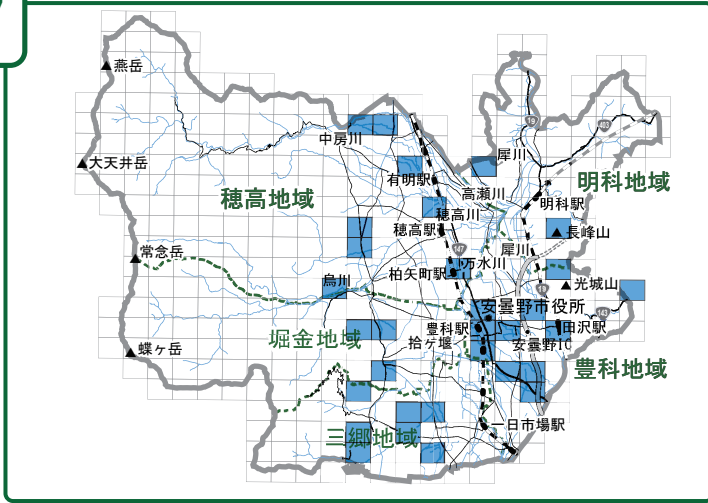 燕岳
中房川
犀川
19
403
大天井岳
有明駅
高瀬川
明科駅
明科地域
穂高地域
穂高川
穂高駅
長峰山
147
犀川
常念岳
柏矢町駅
万水川
烏川
光城山
19
安曇野市役所
143
堀金地域
豊科駅
田沢駅
拾ケ堰
安曇野IC
蝶ヶ岳
豊科地域
三郷地域
一日市場駅